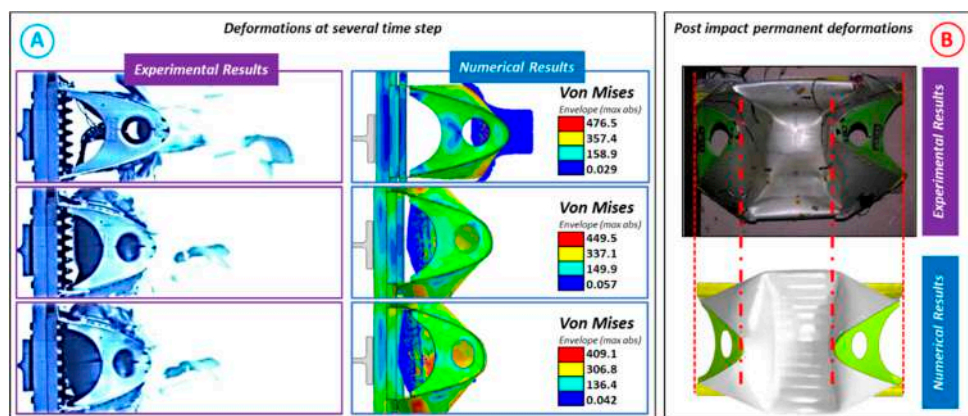 A
Deformations at several time step
Experimental Results
Numerical Results
Von Mises
Envelope (max abs)
476.5
357.4
158.9
0.029
Von Mises
Envelope (max abs)
449.5
337.1
149.9
0.057
Von Mises
Envelope (max abs)
409.1
306.8
136.4
0.042
Post impact permanent deformations
B
Experimental Results
Numerical Results